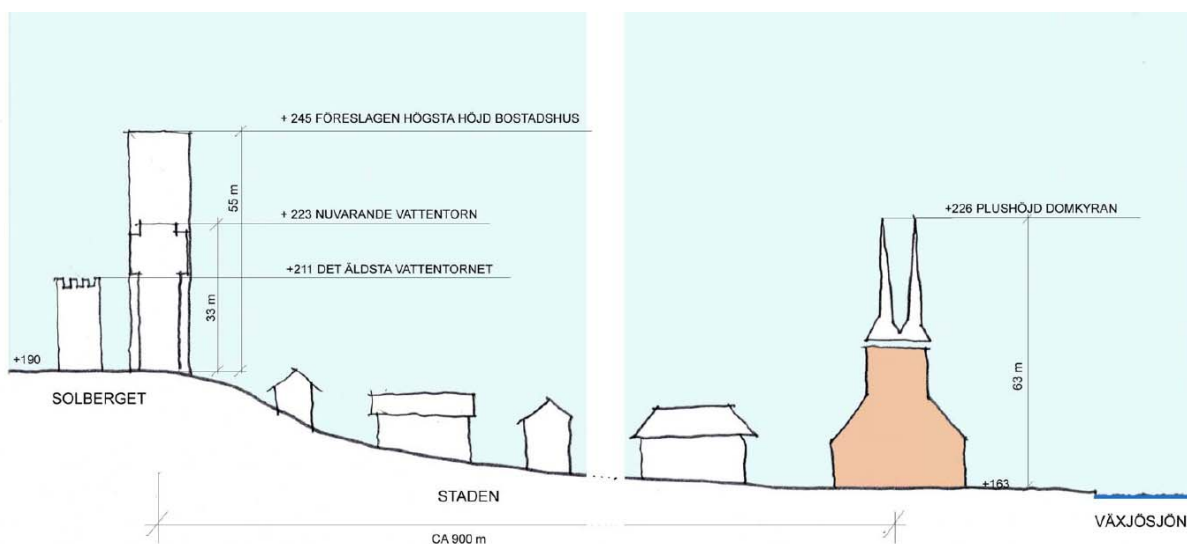 + 245 FÖRESLAGEN HÖGSTA HÖJD BOSTADSHUS
55 m
+ 223 NUVARANDE VATTENTORN
+211 DET ÄLDSTA VATTENTORNET
33 m
+190
SOLBERGET
STADEN
CA 900 m
+226 PLUSHÖJD DOMKYRAN
63 m
+163
VÄXJÖSJÖN